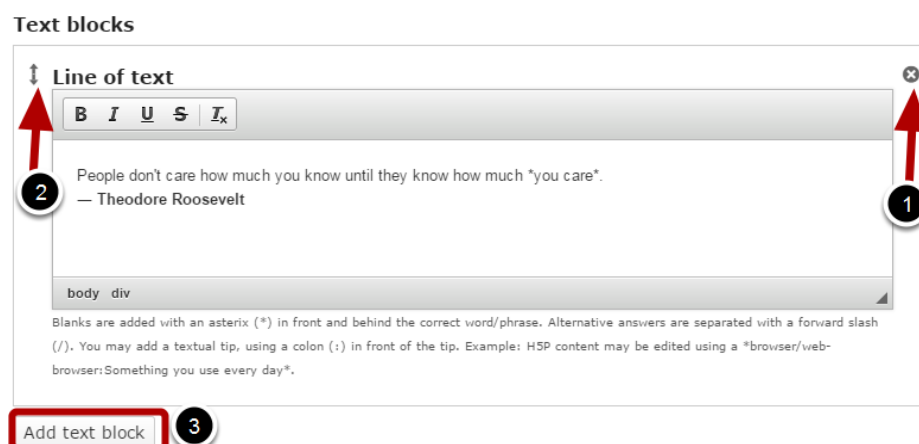 Text blocks
Line of text
1
B I U S Ix
People don't care how much you know until they know how much *you care*.
— Theodore Roosevelt
2
body div
Blanks are added with an asterix (*) in front and behind the correct word/phrase. Alternative answers are separated with a forward slash
(/). You may add a textual tip, using a colon (:) in front of the tip. Example: H5P content may be edited using a *browser/web-
browser:Something you use every day*.
Add text block
3